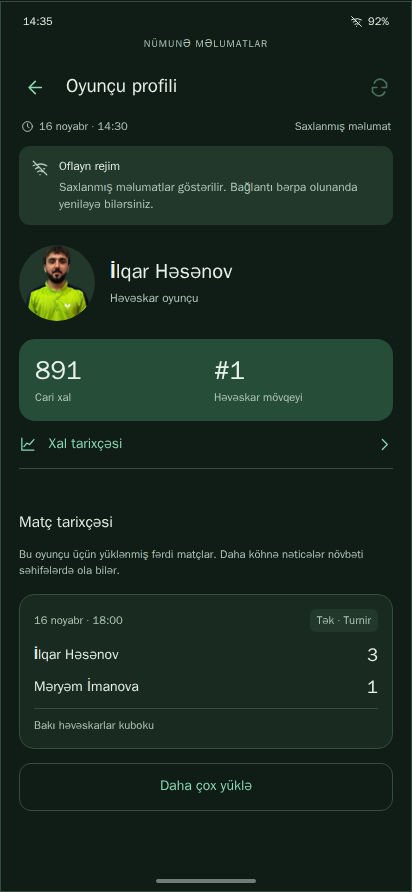 14:35
92%
NÜMUNƏ MƏLUMATLAR
Oyunçu profili
16 noyabr · 14:30
Saxlanmış məlumat
Oflayn rejim
Saxlanmış məlumatlar göstərilir. Bağlantı bərpa olunanda
yeniləyə bilərsiniz.
İlqar Həsənov
Həvəskar oyunçu
891
#1
Cari xal
Həvəskar mövqeyi
Xal tarixçəsi
Matç tarixçəsi
Bu oyunçu üçün yüklənmiş fərdi matçlar. Daha köhnə nəticələr növbəti
səhifələrdə ola bilər.
16 noyabr · 18:00
Tək · Turnir
İlqar Həsənov
3
Məryəm İmanova
1
Bakı həvəskarlar kuboku
Daha çox yüklə